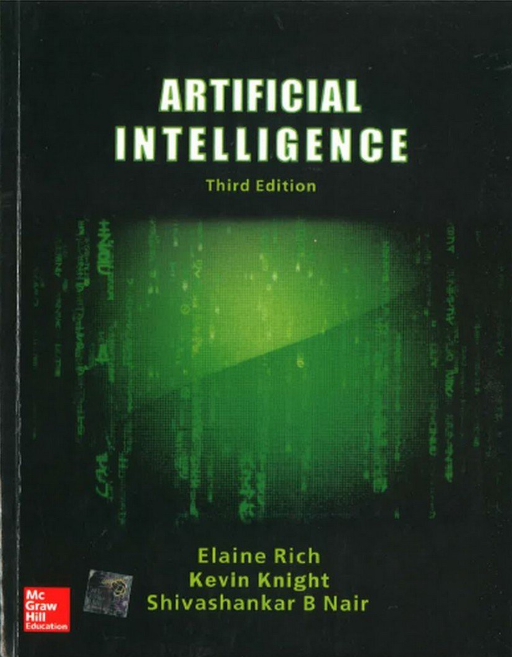 ARTIFICIAL
INTELLIGENCE
Third Edition
Elaine Rich
Kevin Knight
Shivashankar B Nair
Mc
Graw
Hill
Education